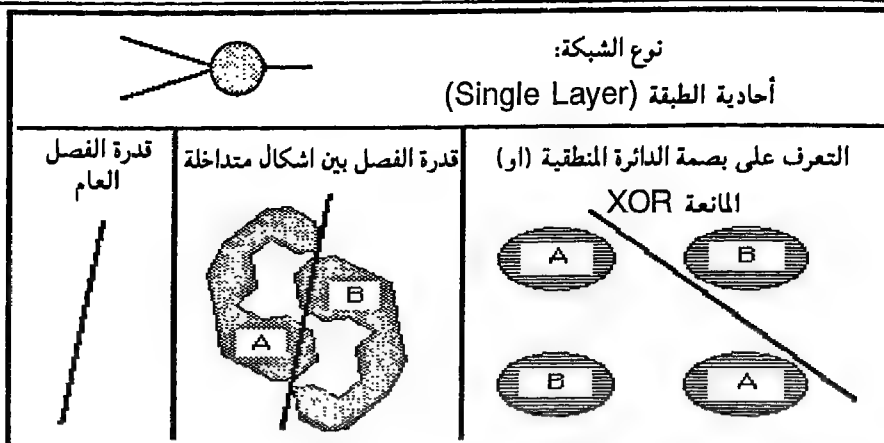 نوع الشبكة:
أحادية الطبقة (Single Layer)
التعرف على بصمة الدائرة المنطقية (او)
المانعة XOR
A
B
B
A
قدرة الفصل بين اشكال متداخلة
B
A
قدرة الفصل
العام